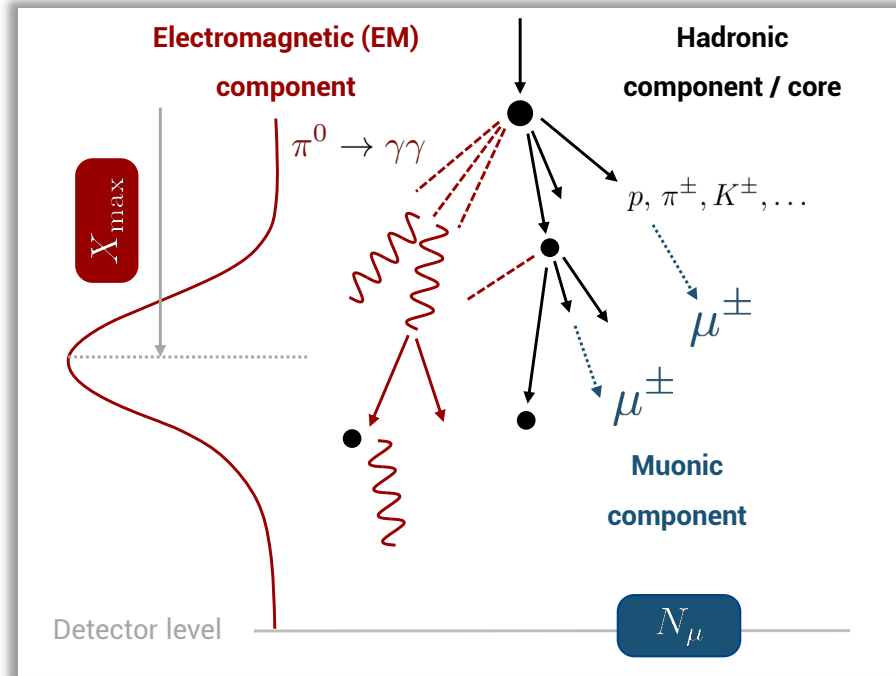 Electromagnetic (EM)
component
Hadronic
component / core
π⁰ → γγ
X_max
p, π^±, K^±, …
μ^±
μ^±
Muonic
component
Detector level
N_μ